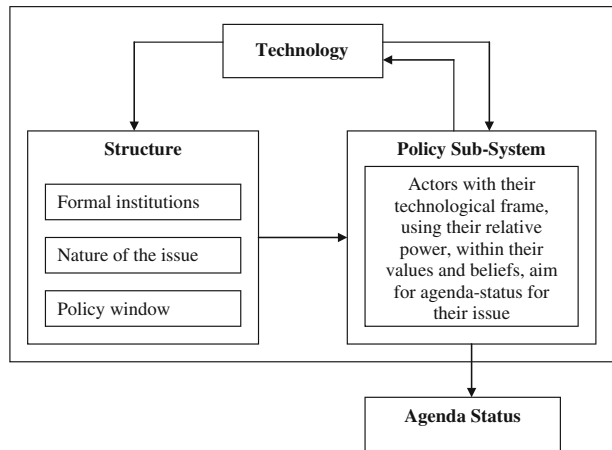 Technology
Structure
Formal institutions
Nature of the issue
Policy window
Policy Sub-System
Actors with their
technological frame,
using their relative
power, within their
values and beliefs, aim
for agenda-status for
their issue
Agenda Status